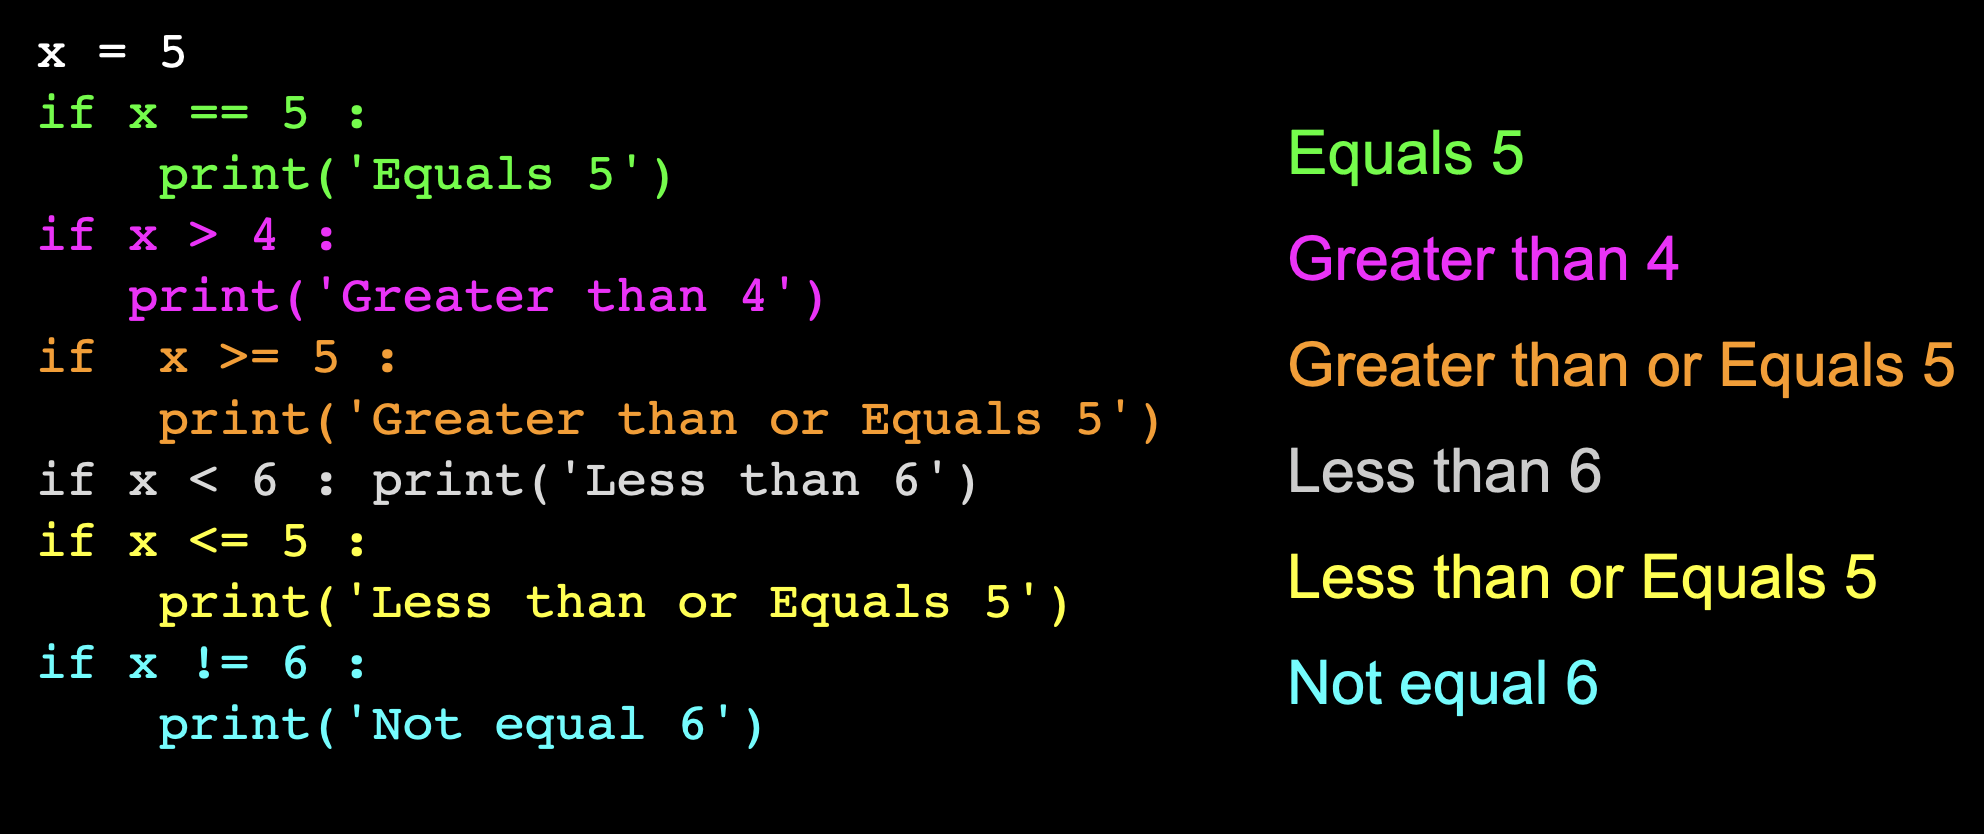 x = 5
if x == 5 :
    print('Equals 5')
if x > 4 :
   print('Greater than 4')
if  x >= 5 :
    print('Greater than or Equals 5')
if x < 6 : print('Less than 6')
if x <= 5 :
    print('Less than or Equals 5')
if x != 6 :
    print('Not equal 6')
Equals 5
Greater than 4
Greater than or Equals 5
Less than 6
Less than or Equals 5
Not equal 6